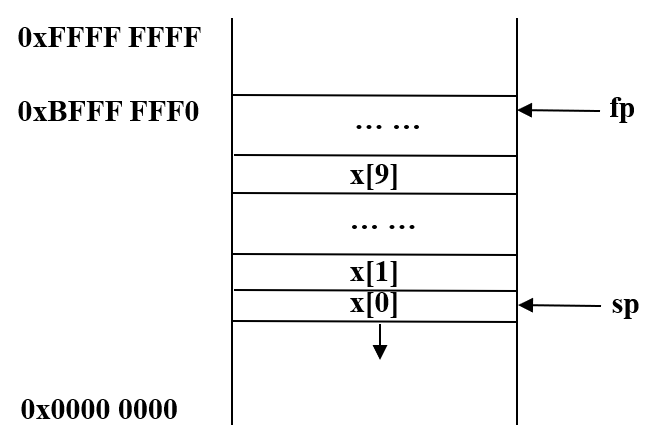 0xFFFF FFFF
0xBFFF FFF0
… …
fp
x[9]
… …
x[1]
x[0]
sp
0x0000 0000